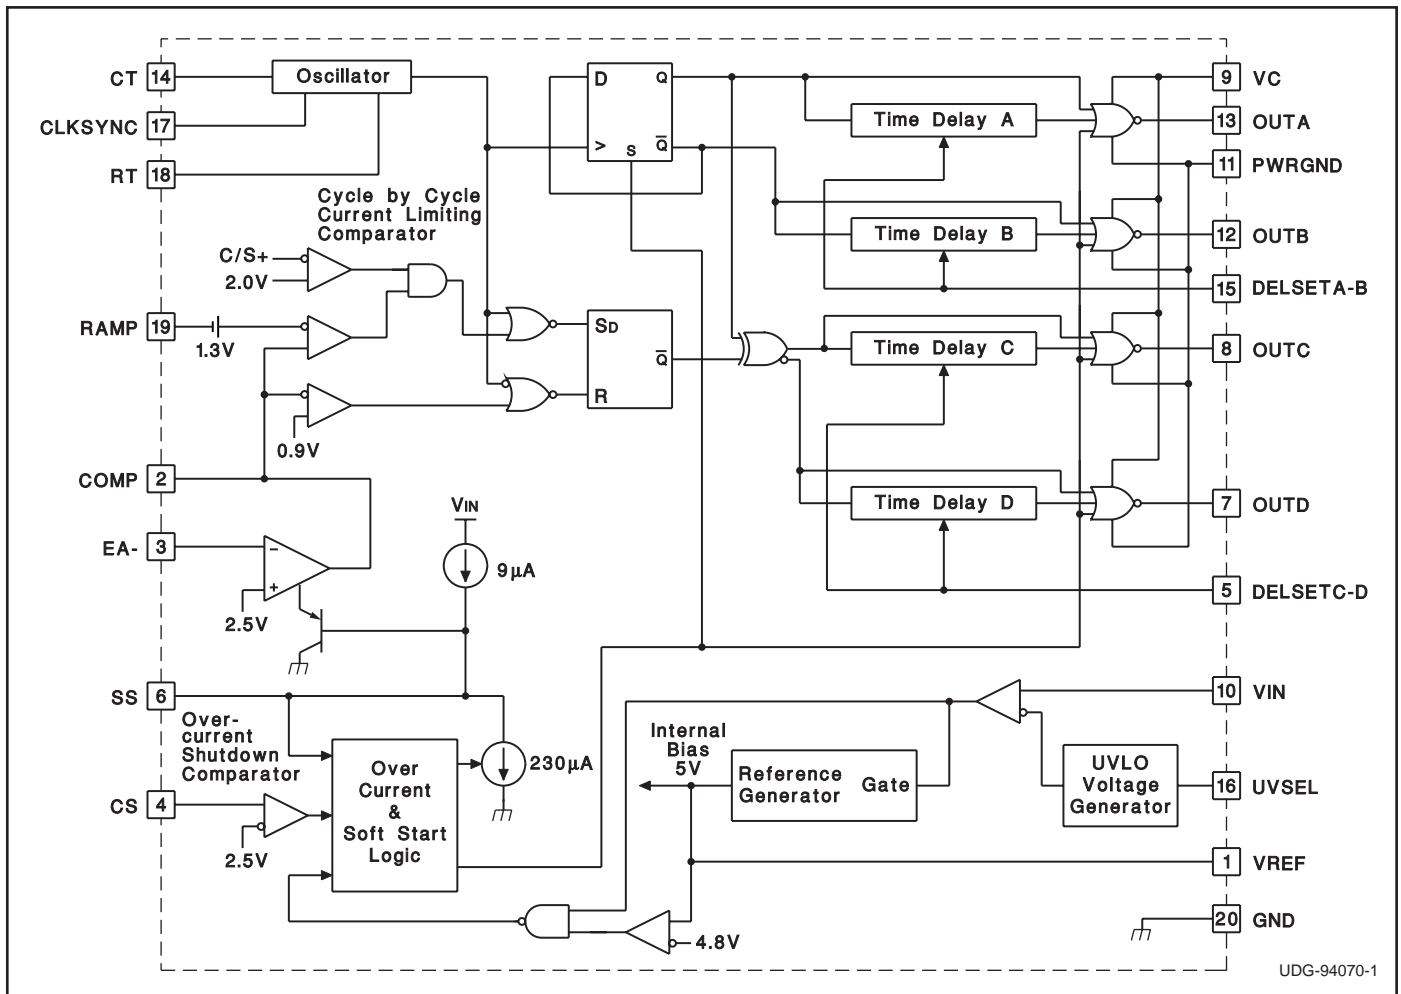 CT 14
Oscillator
CLKSYNC 17
RT 18
Cycle by Cycle
Current Limiting
Comparator
C/S+
2.0V
RAMP 19
1.3V
0.9V
COMP 2
EA- 3
2.5V
VIN
9µA
SS 6
Over-
current
Shutdown
Comparator
CS 4
2.5V
Over
Current
&
Soft Start
Logic
230µA
D Q
> S Q
SD
Q
R
Time Delay A
Time Delay B
Time Delay C
Time Delay D
Internal
Bias
5V
Reference
Generator
Gate
UVLO
Voltage
Generator
4.8V
9 VC
13 OUTA
11 PWRGND
12 OUTB
15 DELSETA-B
8 OUTC
7 OUTD
5 DELSETC-D
10 VIN
16 UVSEL
1 VREF
20 GND
- +
UDG-94070-1